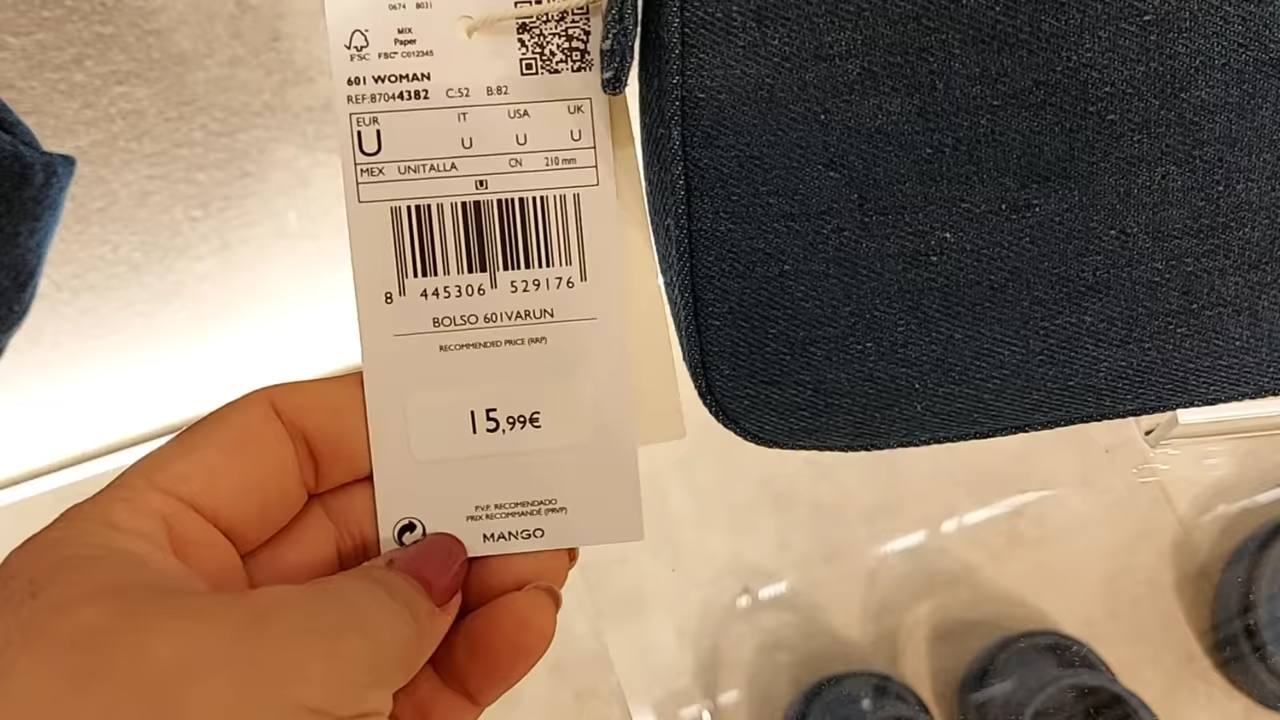 0674 8031
MIX
Paper
FSC FSC™ C012345
601 WOMAN
REF:87044382 C:52 B:82
EUR IT USA UK
U U U U
MEX UNITALLA CN 210 mm
U
8 445306 529176
BOLSO 601VARUN
RECOMMENDED PRICE (RRP)
15,99€
P.V.P. RECOMENDADO
PRIX RECOMMANDÉ (PRVP)
MANGO